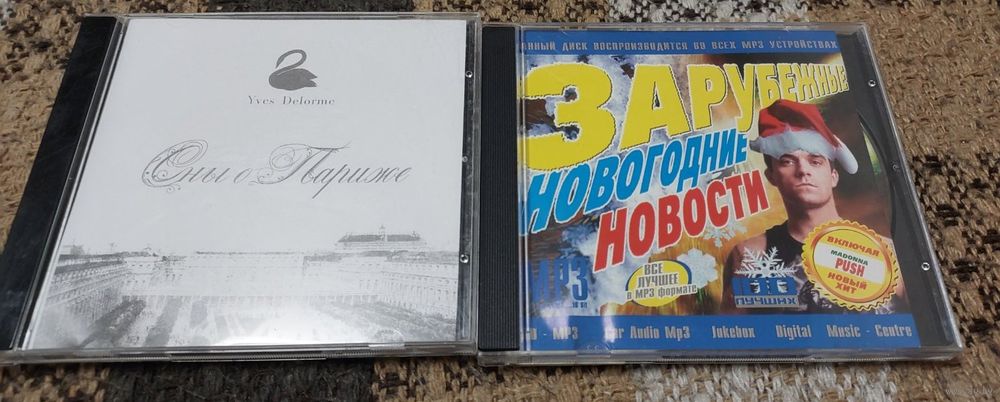 Yves Delorme
Сны о Париже
ДАННЫЙ ДИСК ВОСПРОИЗВОДИТСЯ ВО ВСЕХ MP3 УСТРОЙСТВАХ
ЗАРУБЕЖНЫЕ
НОВОГОДНИЕ
НОВОСТИ
ВКЛЮЧАЯ
MADONNA
PUSH
НОВЫЙ
ХИТ
MP3
ВСЕ
ЛУЧШЕЕ
в MP3 формате
ЛУЧШИХ
MP3
Car Audio Mp3
Jukebox
Digital
Music - Centre